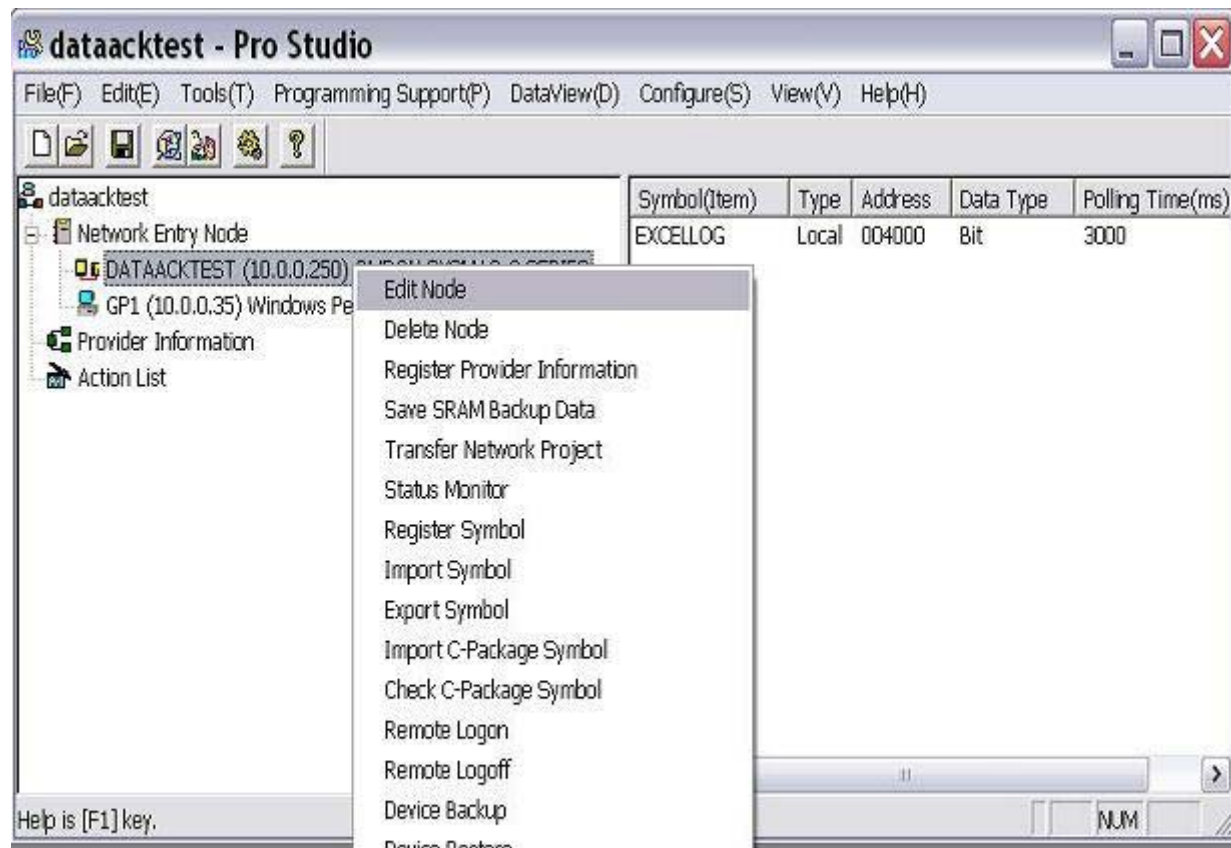 dataacktest - Pro Studio
File(F) Edit(E) Tools(T) Programming Support(P) DataView(D) Configure(S) View(V) Help(H)
dataacktest
Network Entry Node
DATAACKTEST (10.0.0.250)
GP1 (10.0.0.35) Windows Pe
Provider Information
Action List
Symbol(Item) Type Address Data Type Polling Time(ms)
EXCELLOG Local 004000 Bit 3000
Edit Node
Delete Node
Register Provider Information
Save SRAM Backup Data
Transfer Network Project
Status Monitor
Register Symbol
Import Symbol
Export Symbol
Import C-Package Symbol
Check C-Package Symbol
Remote Logon
Remote Logoff
Device Backup
Help is [F1] key.
NUM